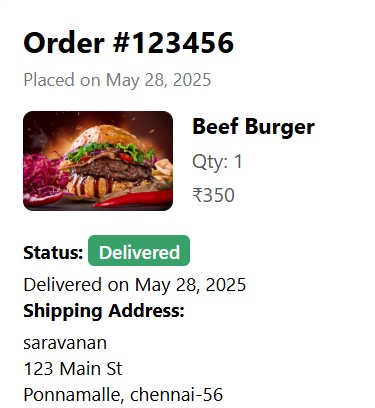 Order #123456
Placed on May 28, 2025
Beef Burger
Qty: 1
₹350
Status: Delivered
Delivered on May 28, 2025
Shipping Address:
saravanan
123 Main St
Ponnamalle, chennai-56